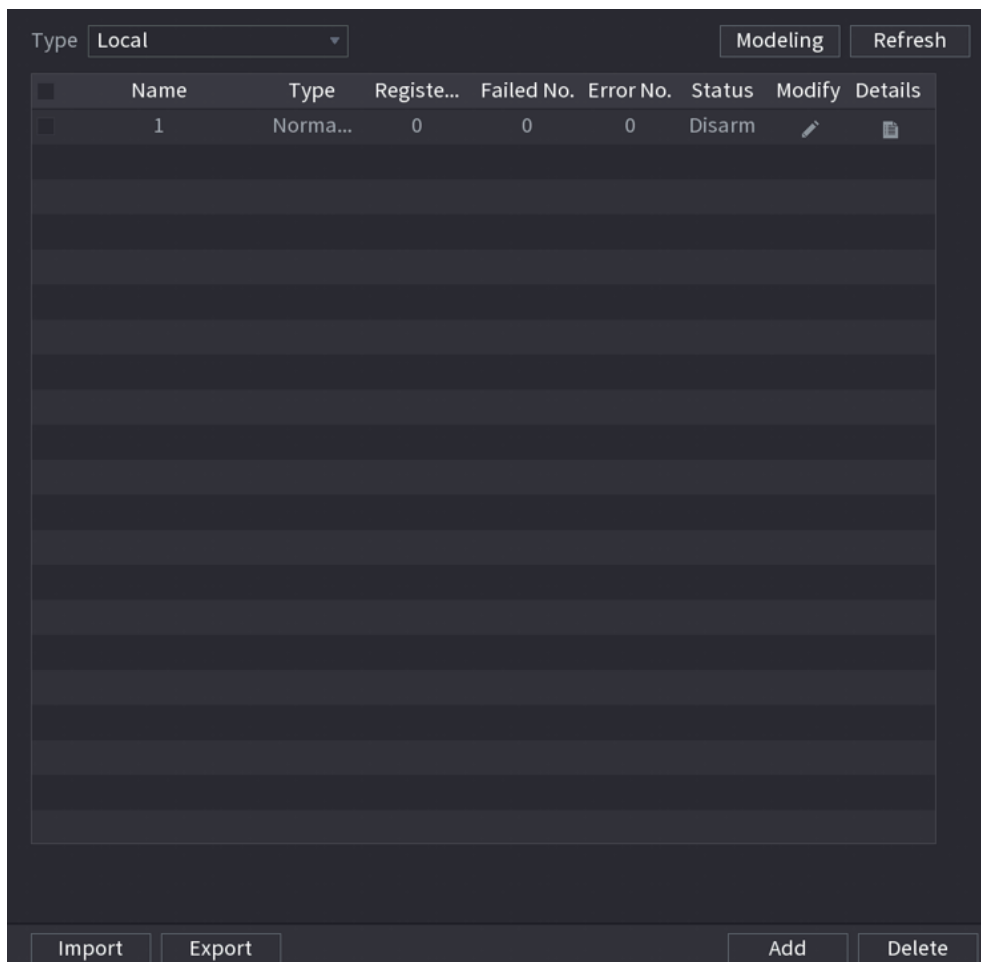 Type Local Modeling Refresh
Name Type Registe... Failed No. Error No. Status Modify Details
1 Norma... 0 0 0 Disarm
Import Export Add Delete